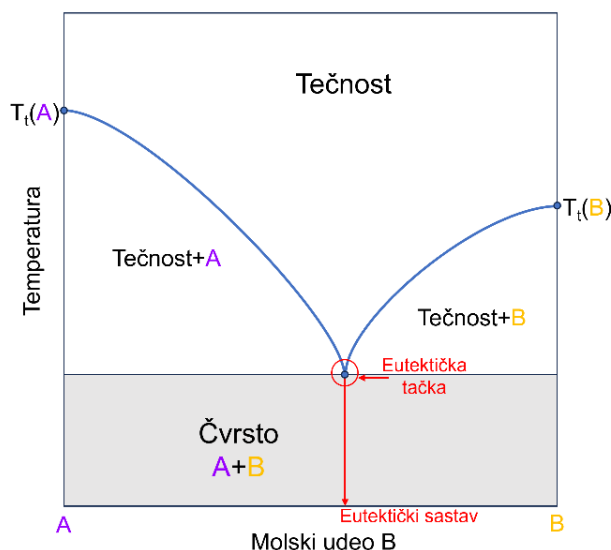 Tečnost
Tt(A)
Temperatura
Tt(B)
Tečnost+A
Tečnost+B
Eutektička
tačka
Čvrsto
A+B
Eutektički sastav
A
B
Molski udeo B